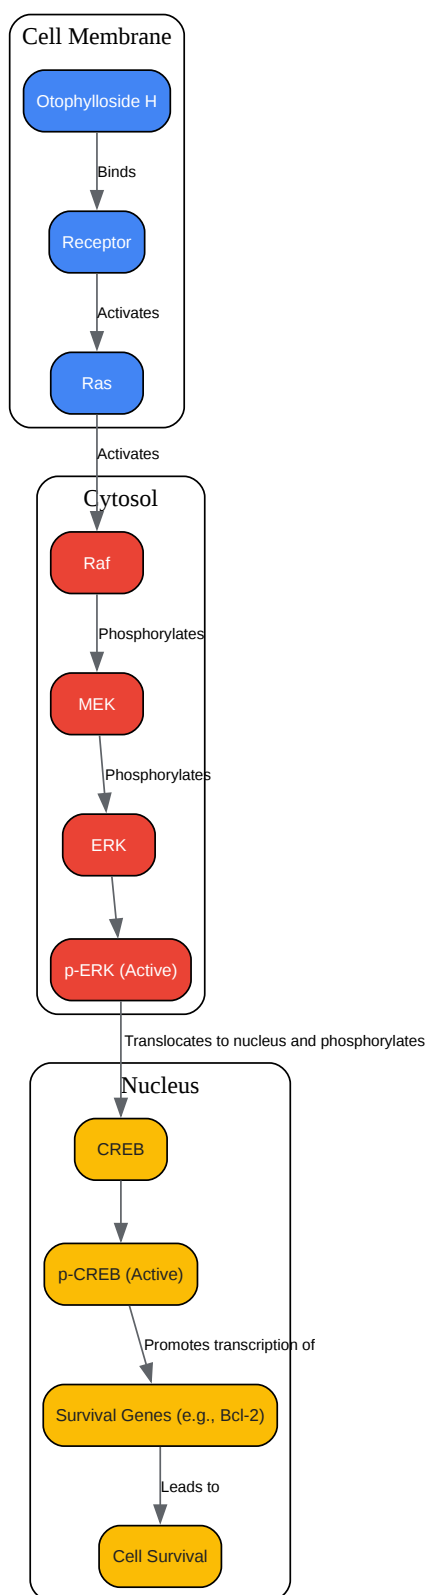 Cell Membrane
Otophylloside H
Binds
Receptor
Activates
Ras
Activates
Cytosol
Raf
Phosphorylates
MEK
Phosphorylates
ERK
p-ERK (Active)
Translocates to nucleus and phosphorylates
Nucleus
CREB
p-CREB (Active)
Promotes transcription of
Survival Genes (e.g., Bcl-2)
Leads to
Cell Survival